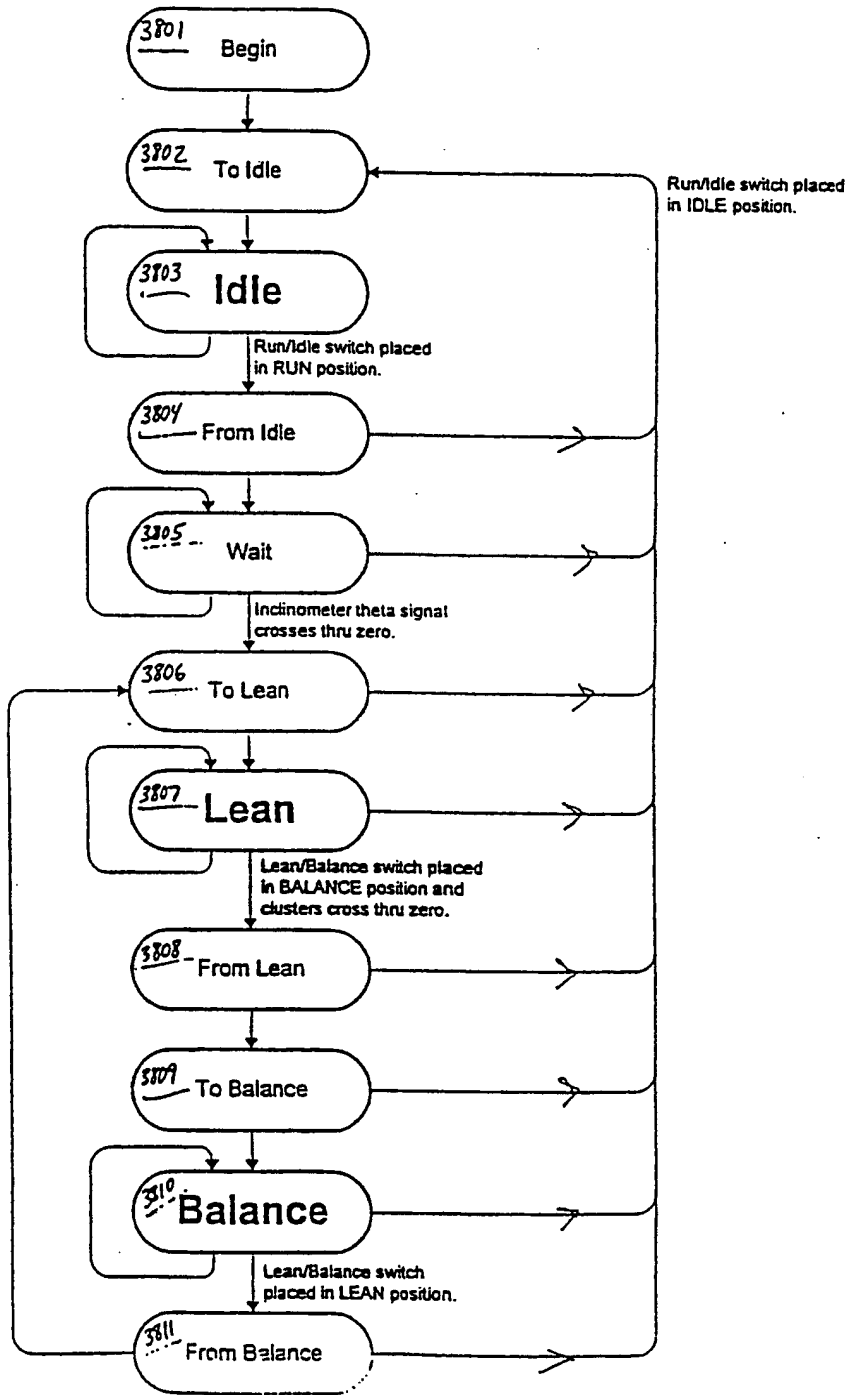 3801 Begin
3802 To Idle
Run/Idle switch placed
in IDLE position.
3803 Idle
Run/Idle switch placed
in RUN position.
3804 From Idle
3805 Wait
Inclinometer theta signal
crosses thru zero.
3806 To Lean
3807 Lean
Lean/Balance switch placed
in BALANCE position and
clusters cross thru zero.
3808 From Lean
3809 To Balance
3810 Balance
Lean/Balance switch
placed in LEAN position.
3811 From Balance